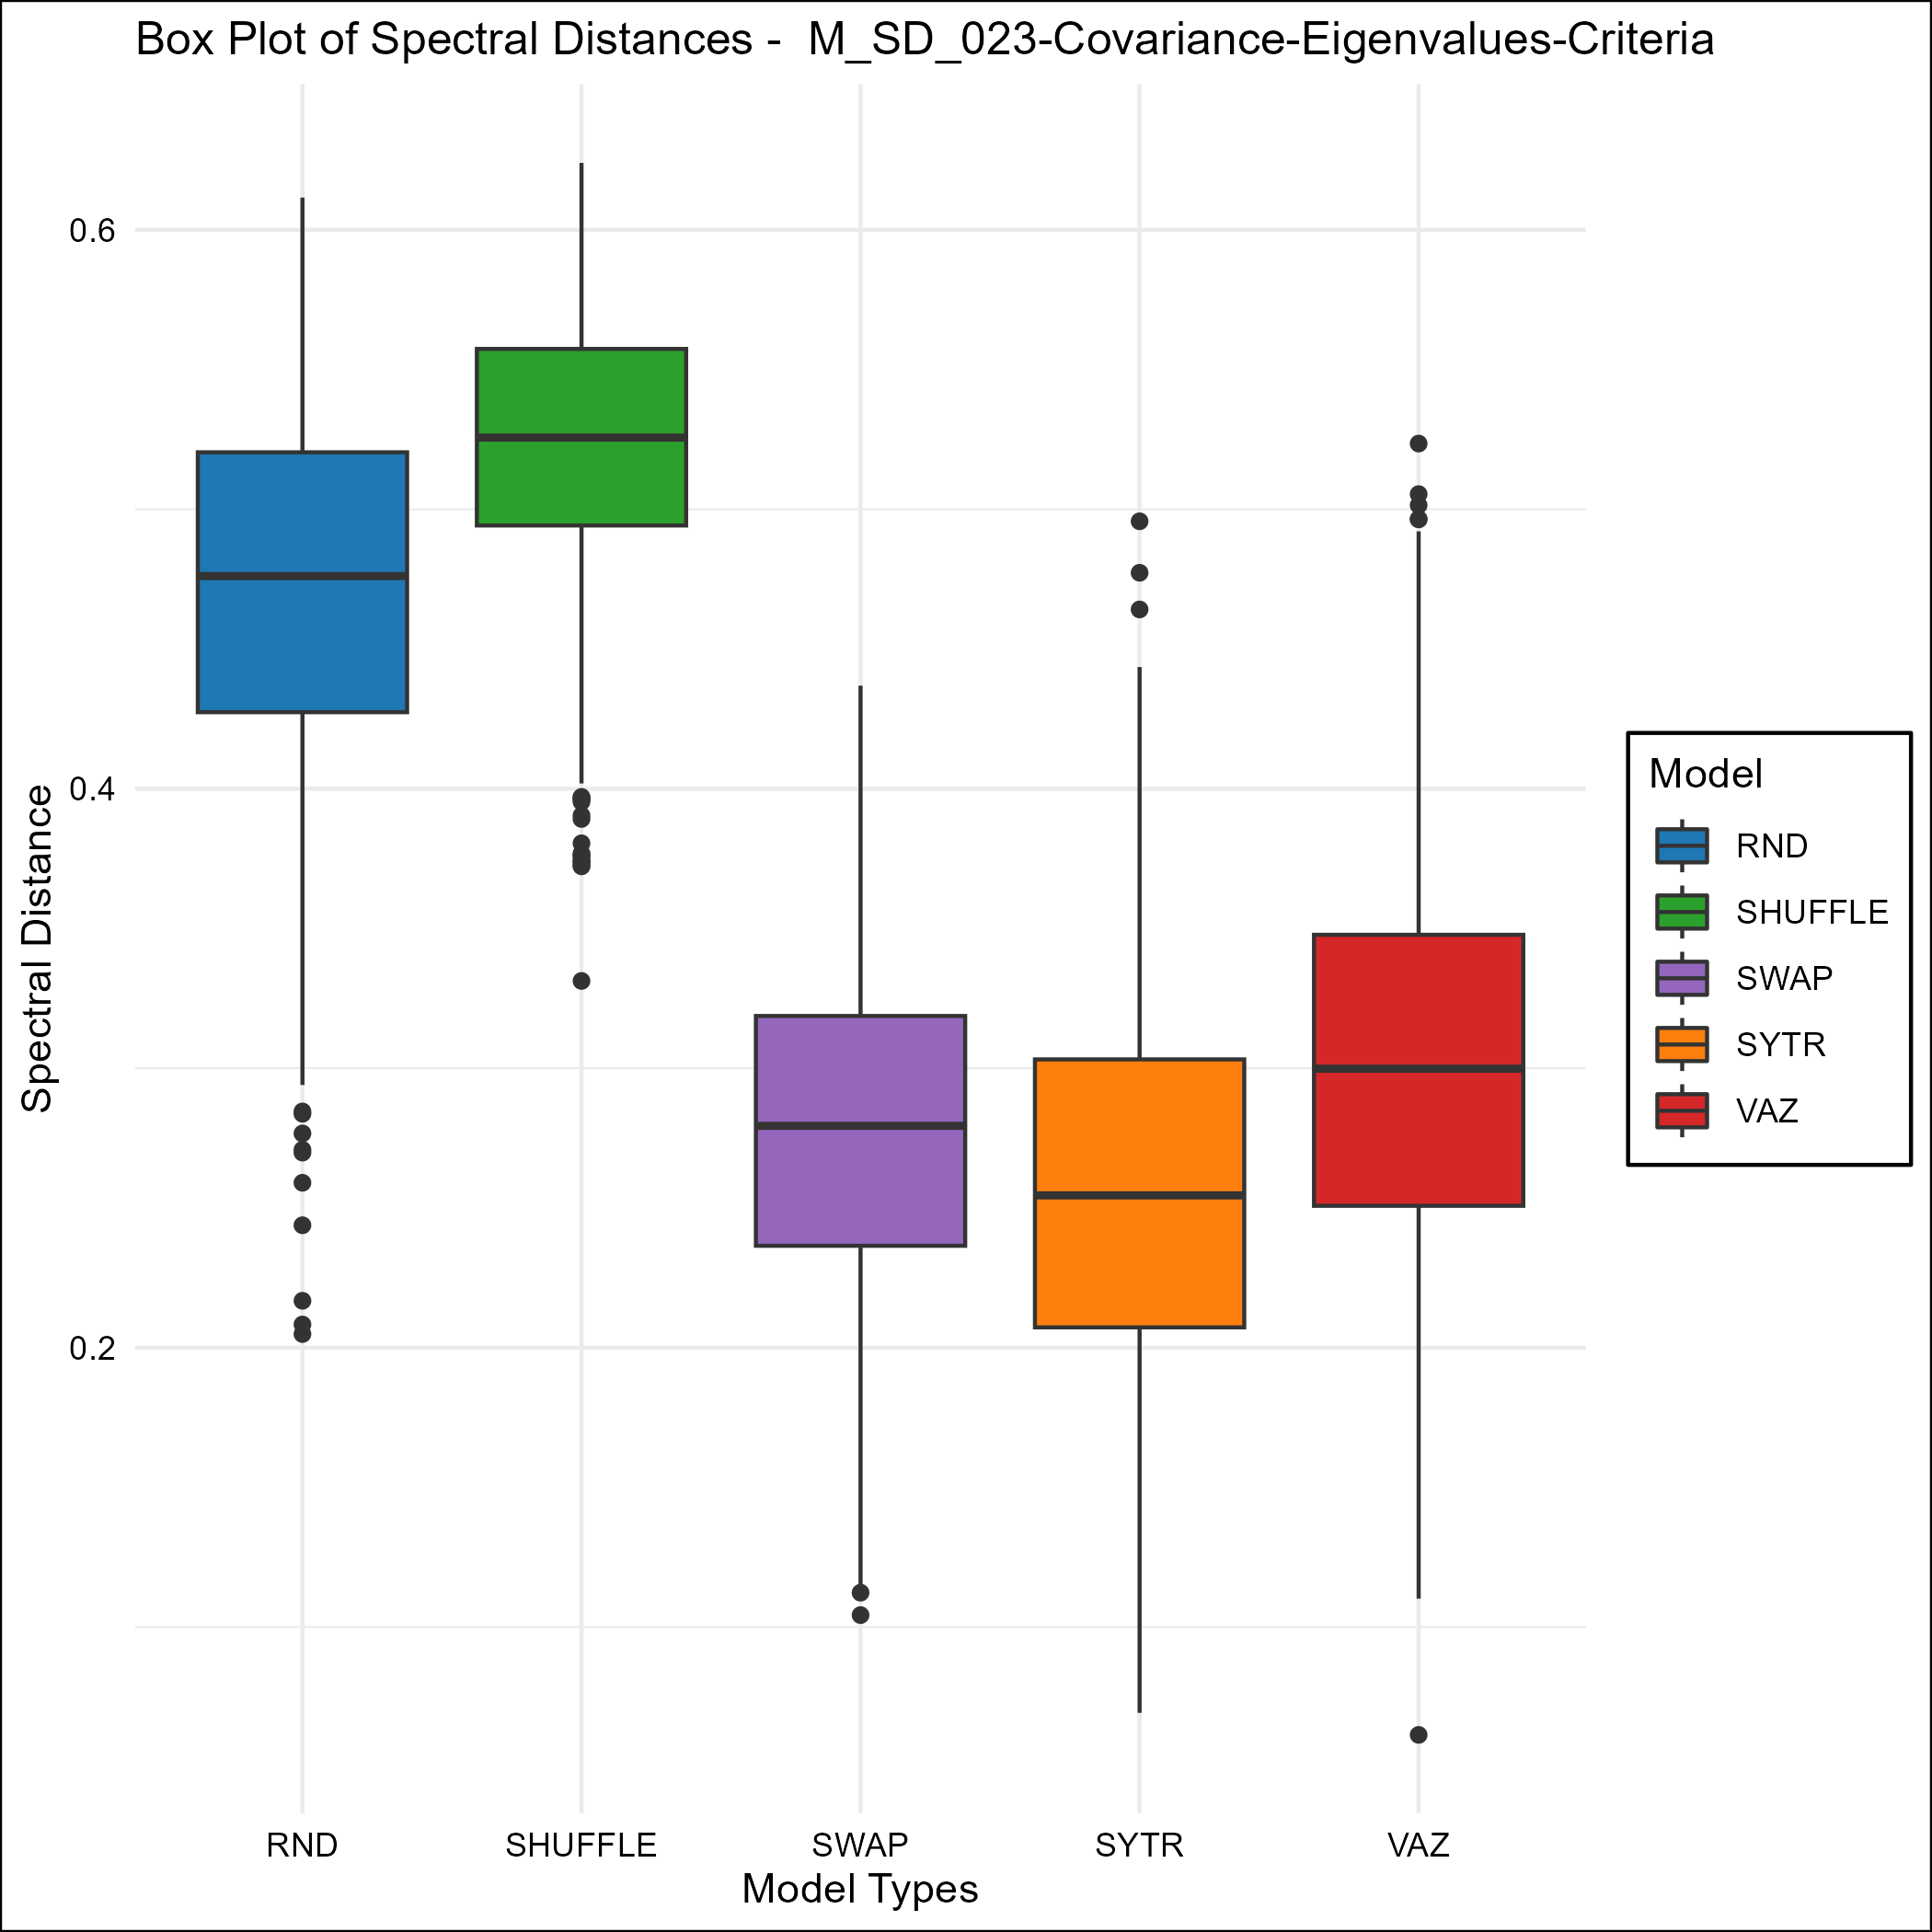 Box Plot of Spectral Distances -  M_SD_023-Covariance-Eigenvalues-Criteria
Spectral Distance
0.6
0.4
0.2
RND SHUFFLE SWAP SYTR VAZ
Model Types
Model
RND
SHUFFLE
SWAP
SYTR
VAZ